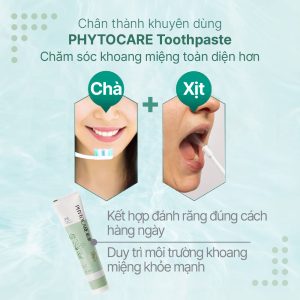 Chân thành khuyên dùng
PHYTOCARE Toothpaste
Chăm sóc khoang miệng toàn diện hơn
Chà
+
Xịt
Kết hợp đánh răng đúng cách
hàng ngày
Duy trì môi trường khoang
miệng khỏe mạnh
PHYTOCARE